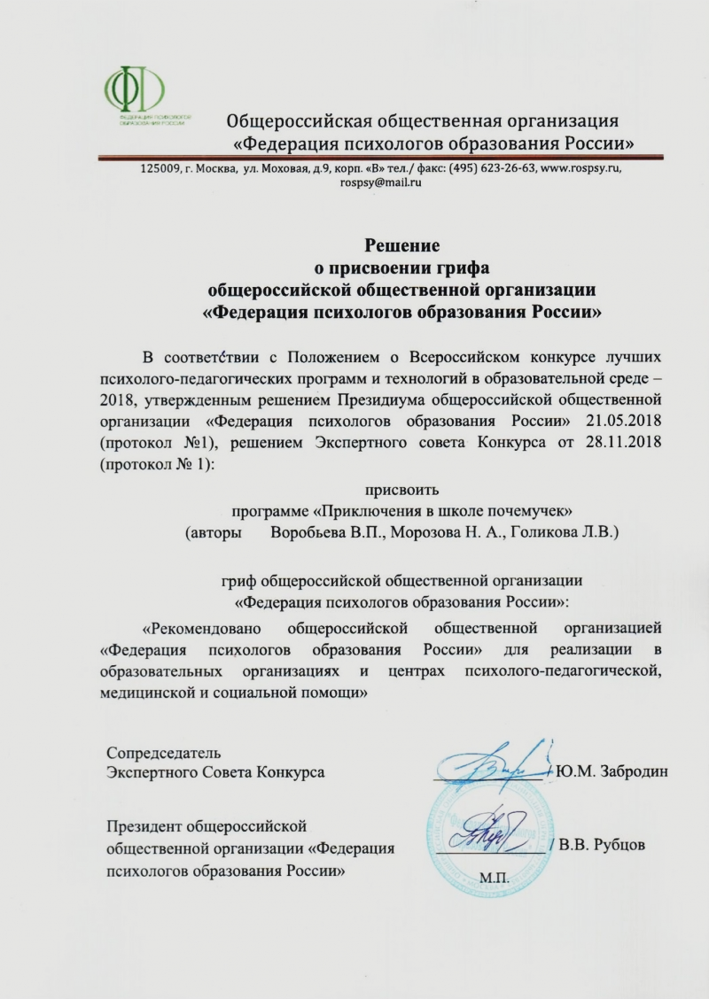 ФЕДЕРАЦИЯ ПСИХОЛОГОВ
ОБРАЗОВАНИЯ РОССИИ
Общероссийская общественная организация
«Федерация психологов образования России»
125009, г. Москва, ул. Моховая, д.9, корп. «В» тел./ факс: (495) 623-26-63, www.rospsy.ru,
rospsy@mail.ru
Решение
о присвоении грифа
общероссийской общественной организации
«Федерация психологов образования России»
В соответствии с Положением о Всероссийском конкурсе лучших
психолого-педагогических программ и технологий в образовательной среде –
2018, утвержденным решением Президиума общероссийской общественной
организации «Федерация психологов образования России» 21.05.2018
(протокол №1), решением Экспертного совета Конкурса от 28.11.2018
(протокол № 1):
присвоить
программе «Приключения в школе почемучек»
(авторы Воробьева В.П., Морозова Н. А., Голикова Л.В.)
гриф общероссийской общественной организации
«Федерация психологов образования России»:
«Рекомендовано общероссийской общественной организацией
«Федерация психологов образования России» для реализации в
образовательных организациях и центрах психолого-педагогической,
медицинской и социальной помощи»
Сопредседатель
Экспертного Совета Конкурса / Ю.М. Забродин
Президент общероссийской
общественной организации «Федерация / В.В. Рубцов
психологов образования России»
М.П.